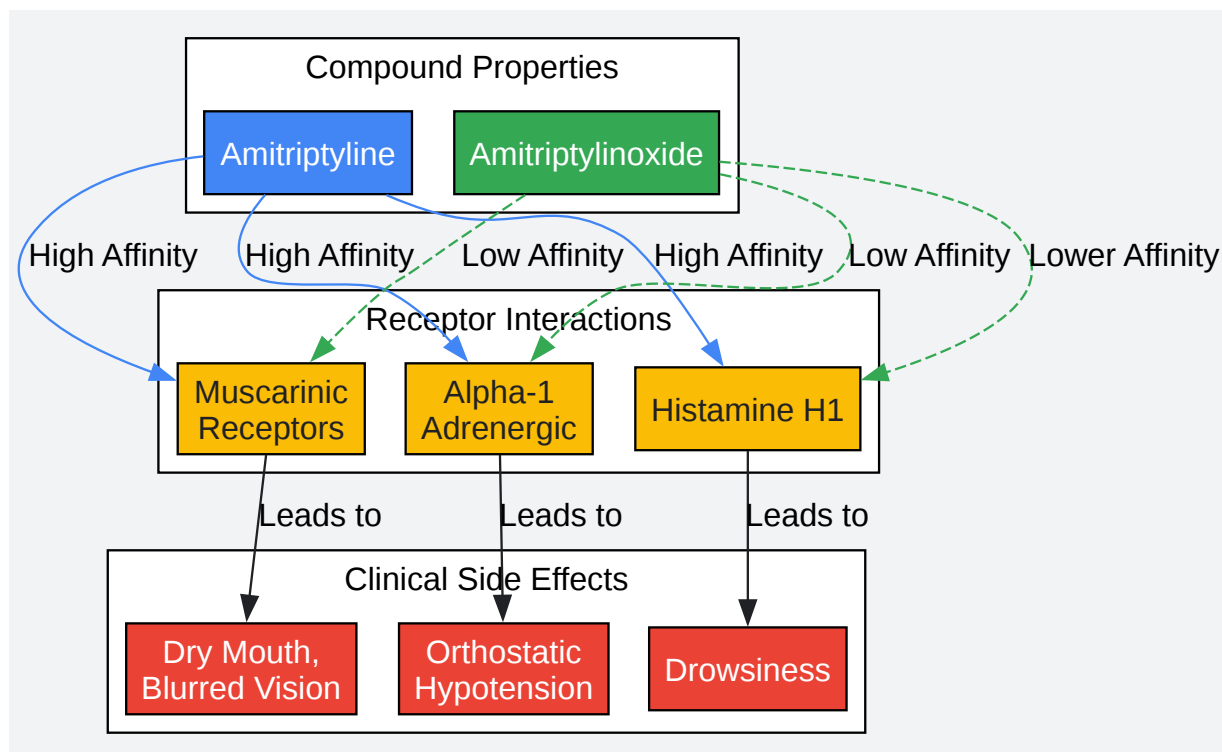 Compound Properties
Amitriptyline
Amitriptylinoxide
High Affinity
High Affinity
Low Affinity
High Affinity
Low Affinity
Lower Affinity
Receptor Interactions
Muscarinic
Receptors
Alpha-1
Adrenergic
Histamine H1
Leads to
Leads to
Leads to
Clinical Side Effects
Dry Mouth,
Blurred Vision
Orthostatic
Hypotension
Drowsiness